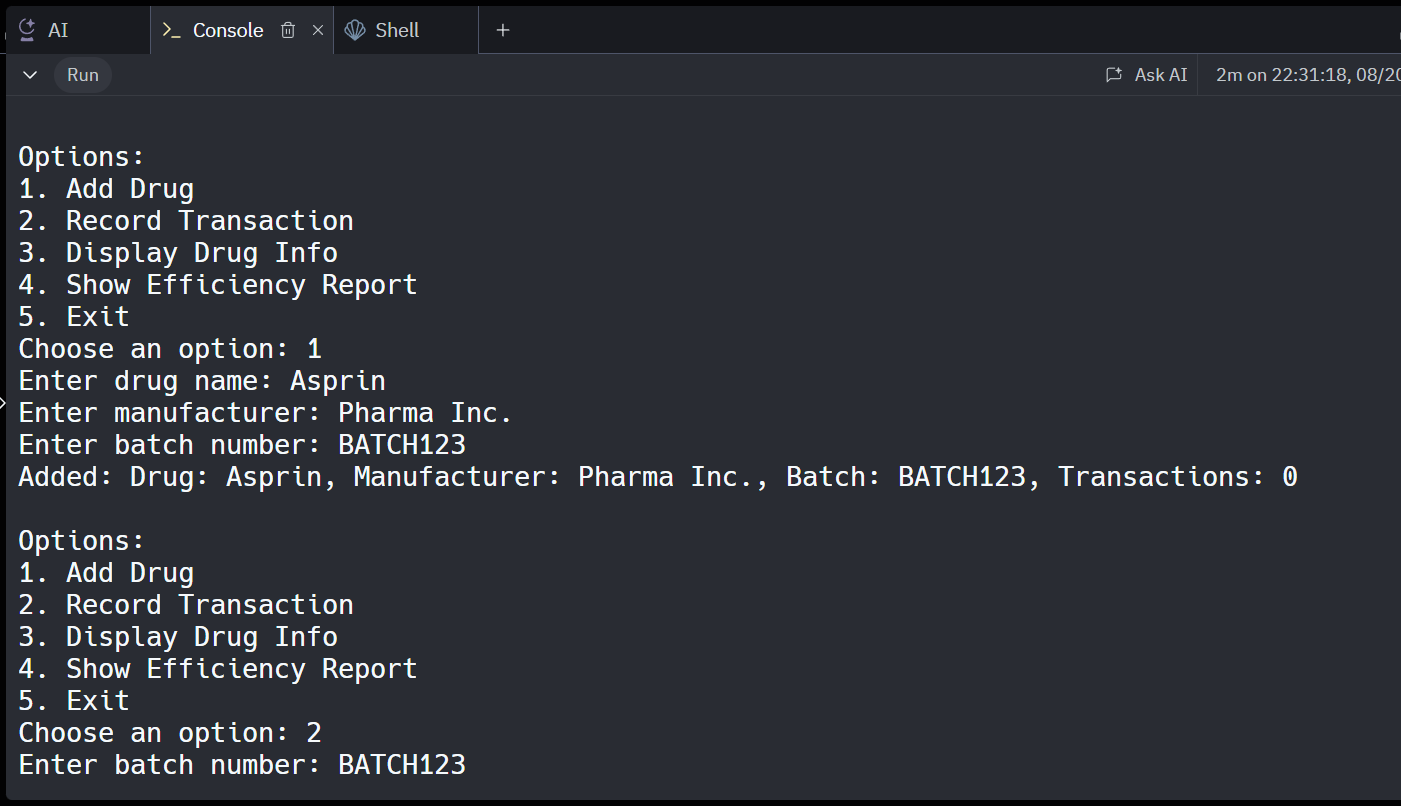 AI
Console
Shell
+
Run
Ask AI
2m on 22:31:18, 08/20
Options:
1. Add Drug
2. Record Transaction
3. Display Drug Info
4. Show Efficiency Report
5. Exit
Choose an option: 1
Enter drug name: Asprin
Enter manufacturer: Pharma Inc.
Enter batch number: BATCH123
Added: Drug: Asprin, Manufacturer: Pharma Inc., Batch: BATCH123, Transactions: 0
Options:
1. Add Drug
2. Record Transaction
3. Display Drug Info
4. Show Efficiency Report
5. Exit
Choose an option: 2
Enter batch number: BATCH123